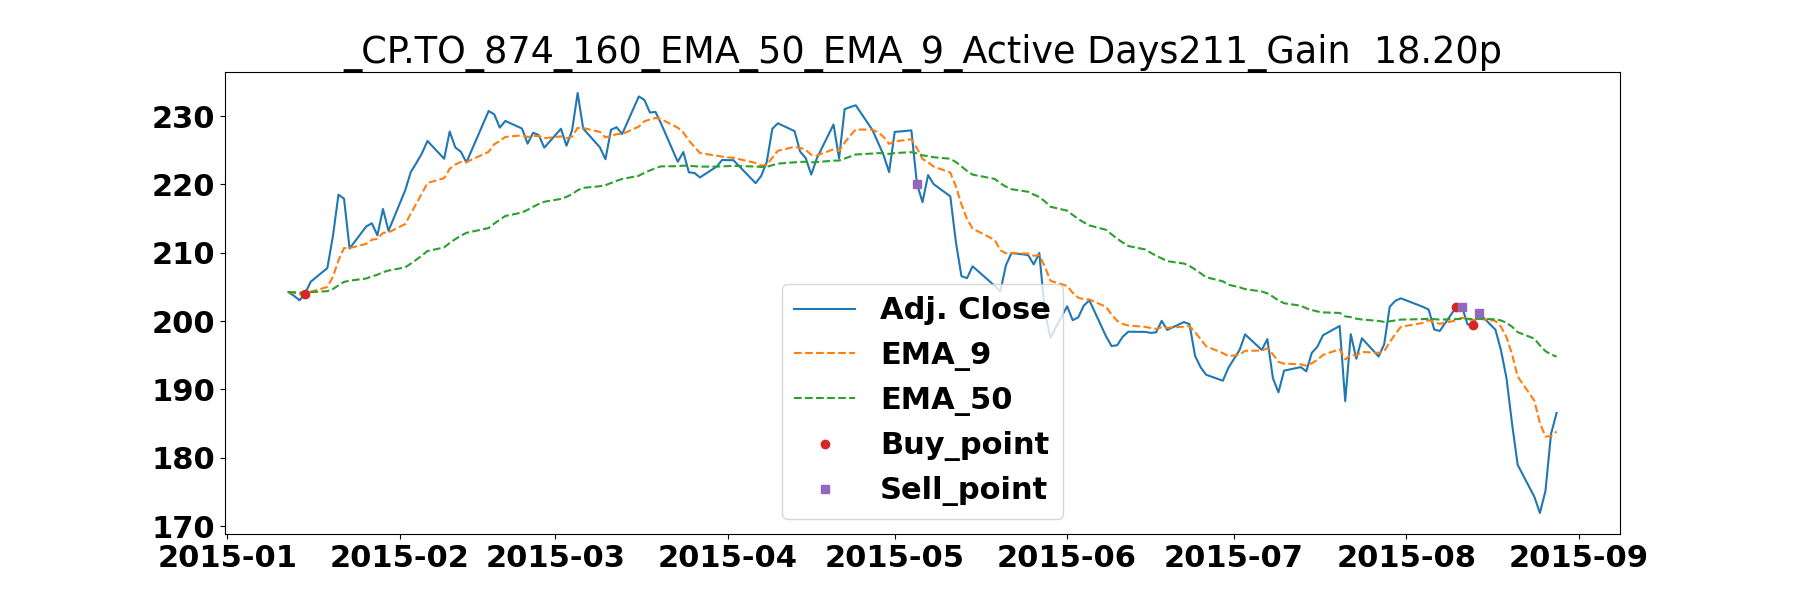 _CP.TO_874_160_EMA_50_EMA_9_Active Days211_Gain  18.20p
230
220
210
200
190
180
170
Adj. Close
EMA_9
EMA_50
Buy_point
Sell_point
2015-01 2015-02 2015-03 2015-04 2015-05 2015-06 2015-07 2015-08 2015-09